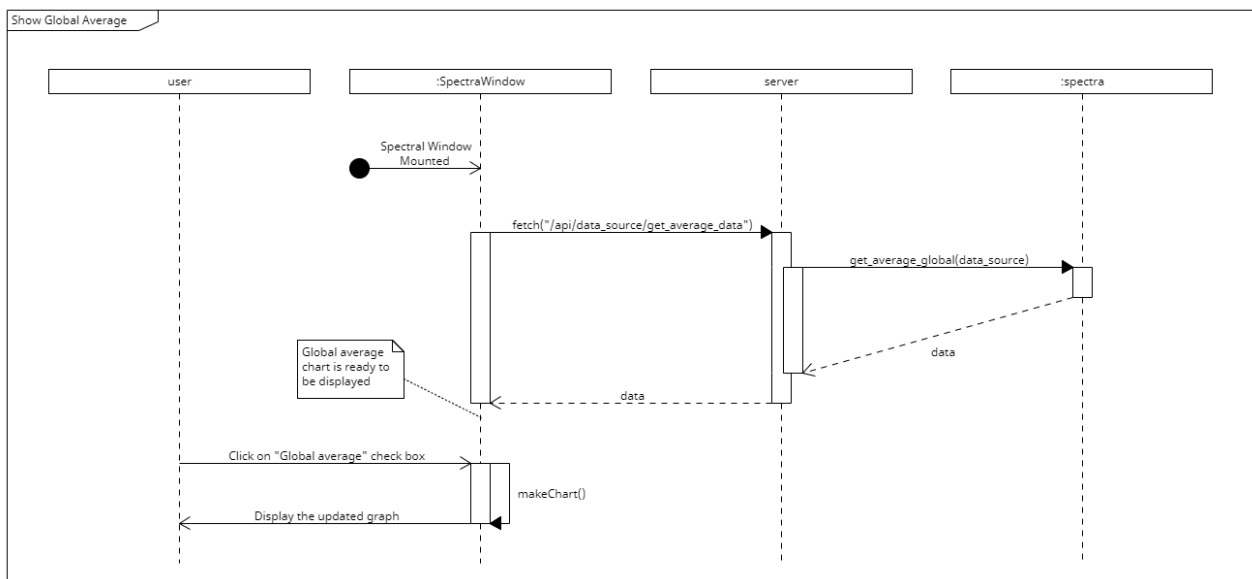 Show Global Average
user
:SpectraWindow
server
:spectra
Spectral Window
Mounted
fetch("/api/data_source/get_average_data")
get_average_global(data_source)
data
Global average
chart is ready to
be displayed
data
Click on "Global average" check box
makeChart()
Display the updated graph